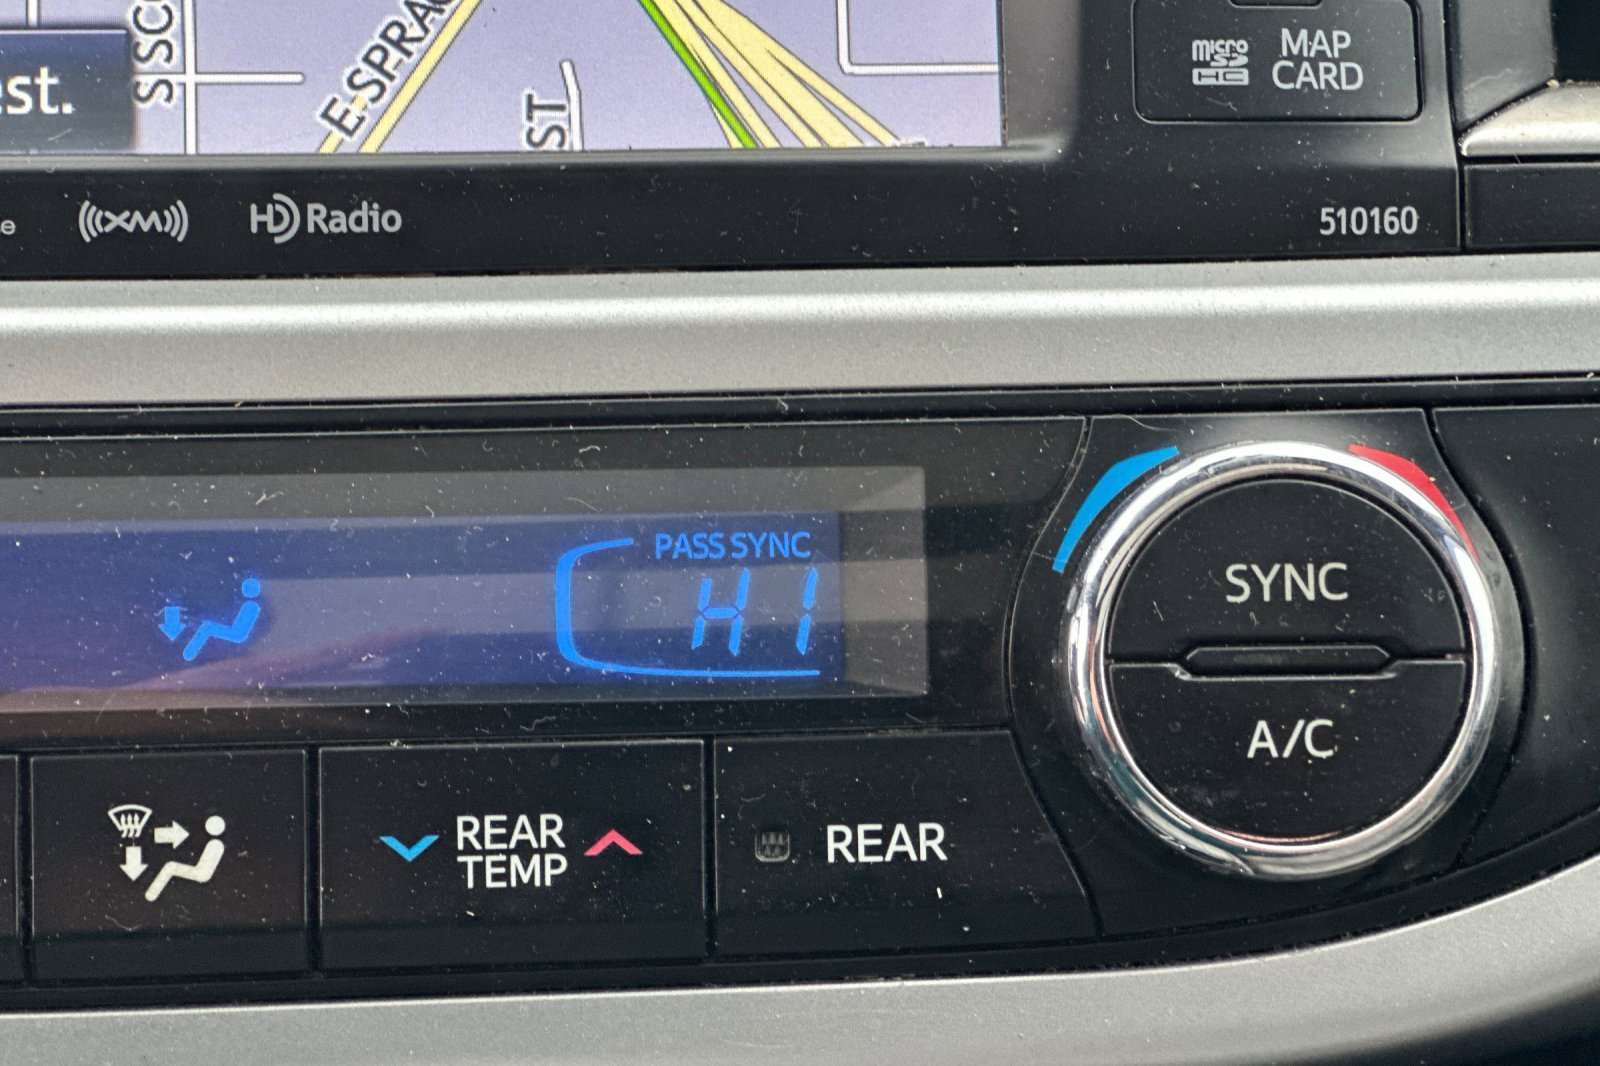 est.
S SCO
E SPRA
ST
micro
SD
HC
MAP
CARD
e
((XM))
HD Radio
510160
PASS SYNC
HI
SYNC
A/C
REAR
TEMP
REAR